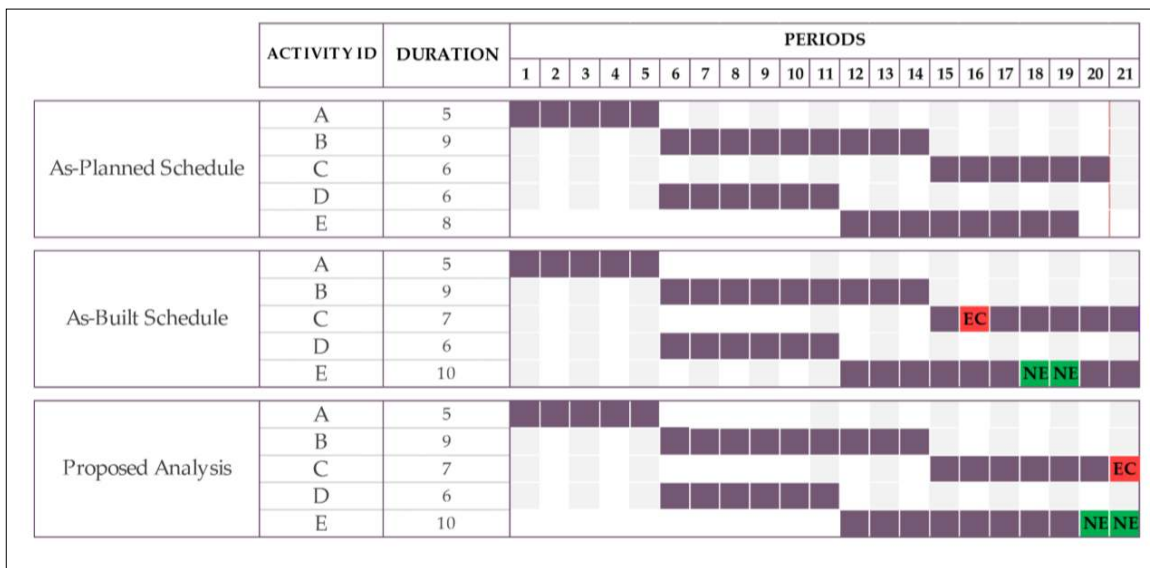 ACTIVITY ID DURATION PERIODS
1 2 3 4 5 6 7 8 9 10 11 12 13 14 15 16 17 18 19 20 21
As-Planned Schedule
A 5
B 9
C 6
D 6
E 8
As-Built Schedule
A 5
B 9
C 7 EC
D 6
E 10 NE NE
Proposed Analysis
A 5
B 9
C 7 EC
D 6
E 10 NE NE